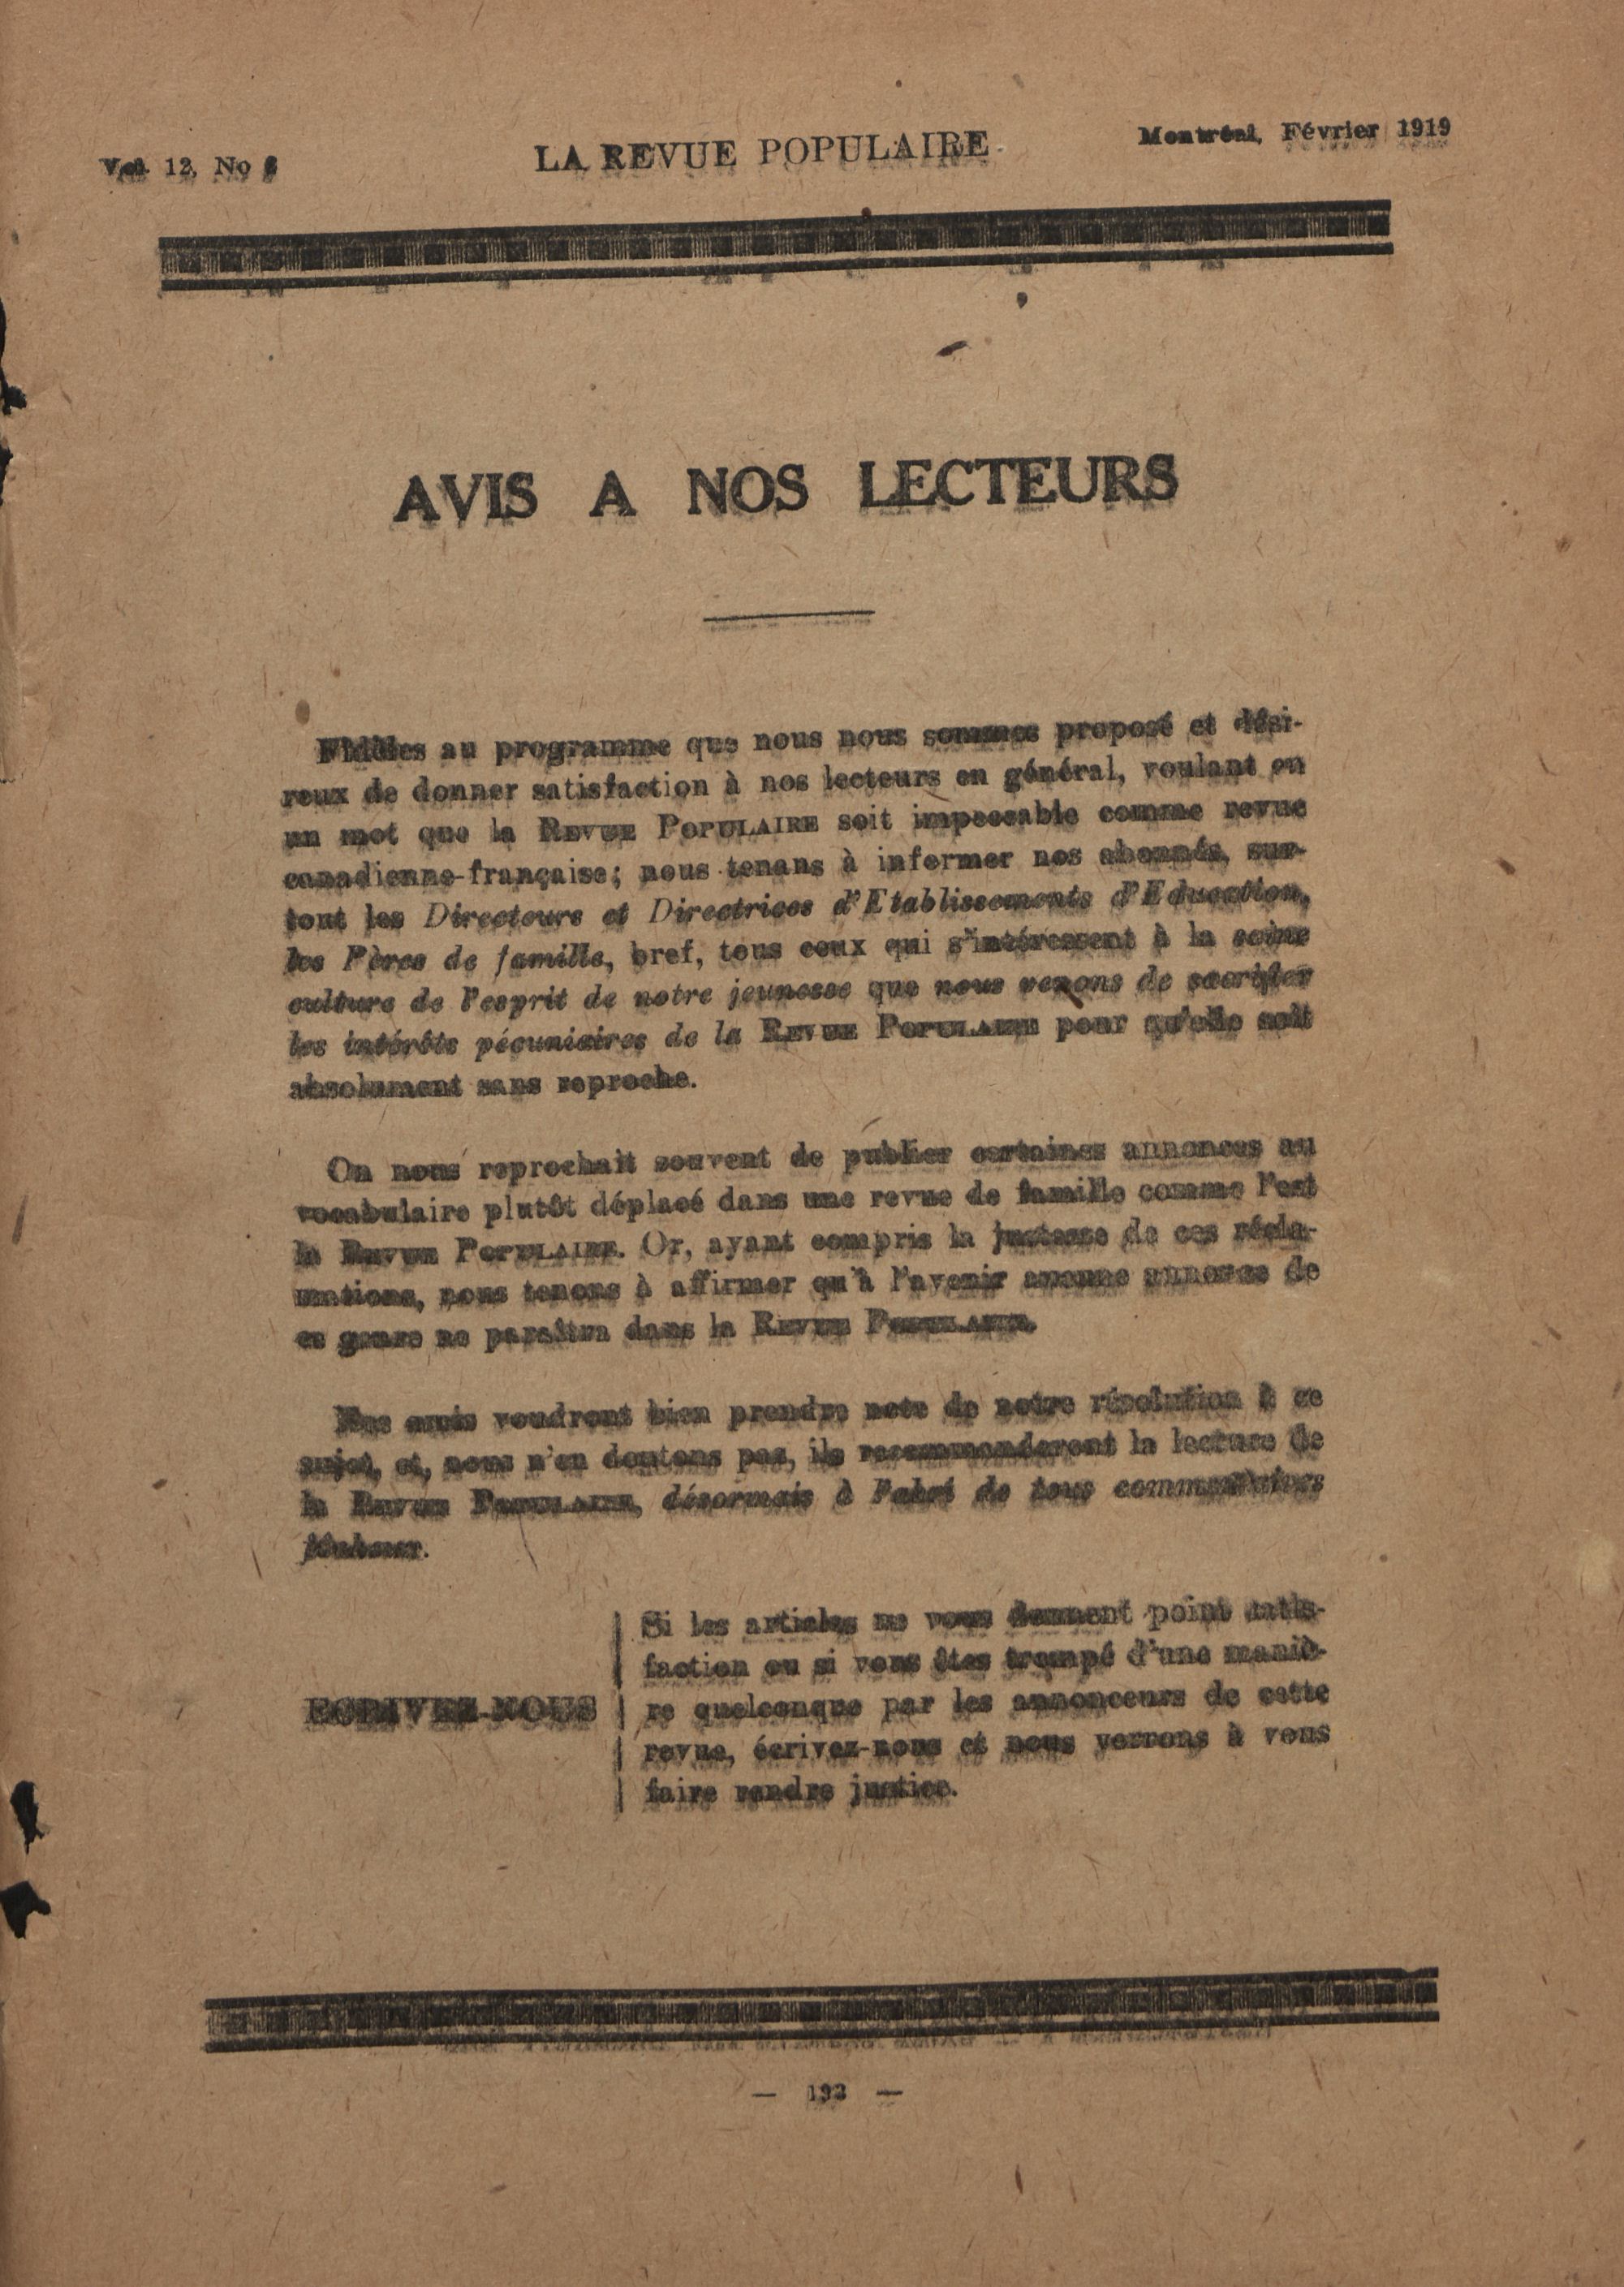 Vol. 12, No
LA REVUE POPULAIRE
Montréal, Février 1919
AVIS A NOS LECTEURS
Fidèles au programme que nous nous sommes proposé et dési-
reux de donner satisfaction à nos lecteurs en général, voulant en
un mot que la REVUE POPULAIRE soit impeccable comme revue
canadienne-française; nous tenons à informer nos abonnés, sur-
tout les Directeurs et Directrices d'Etablissements d'Education,
les Pères de famille, bref, tous ceux qui s'intéressent à la saine
culture de l'esprit de notre jeunesse que nous venons de sacrifier
les intérêts pécuniaires de la REVUE POPULAIRE pour qu'elle soit
absolument sans reproche.
On nous reprochait souvent de publier certaines annonces au
vocabulaire plutôt déplacé dans une revue de famille comme l'est
la REVUE POPULAIRE. Or, ayant compris la justesse de ces récla-
mations, nous tenons à affirmer qu'à l'avenir aucune annonce de
ce genre ne paraîtra dans la REVUE POPULAIRE.
Nos amis voudront bien prendre note de notre résolution à ce
sujet, et, nous n'en doutons pas, ils recommanderont la lecture de
la REVUE POPULAIRE, désormais à l'abri de tous commentaires
fâcheux.
ECRIVEZ-NOUS
Si les articles ne vous donnent point satis-
faction ou si vous êtes trompé d'une maniè-
re quelconque par les annonceurs de cette
revue, écrivez-nous et nous verrons à vous
faire rendre justice.